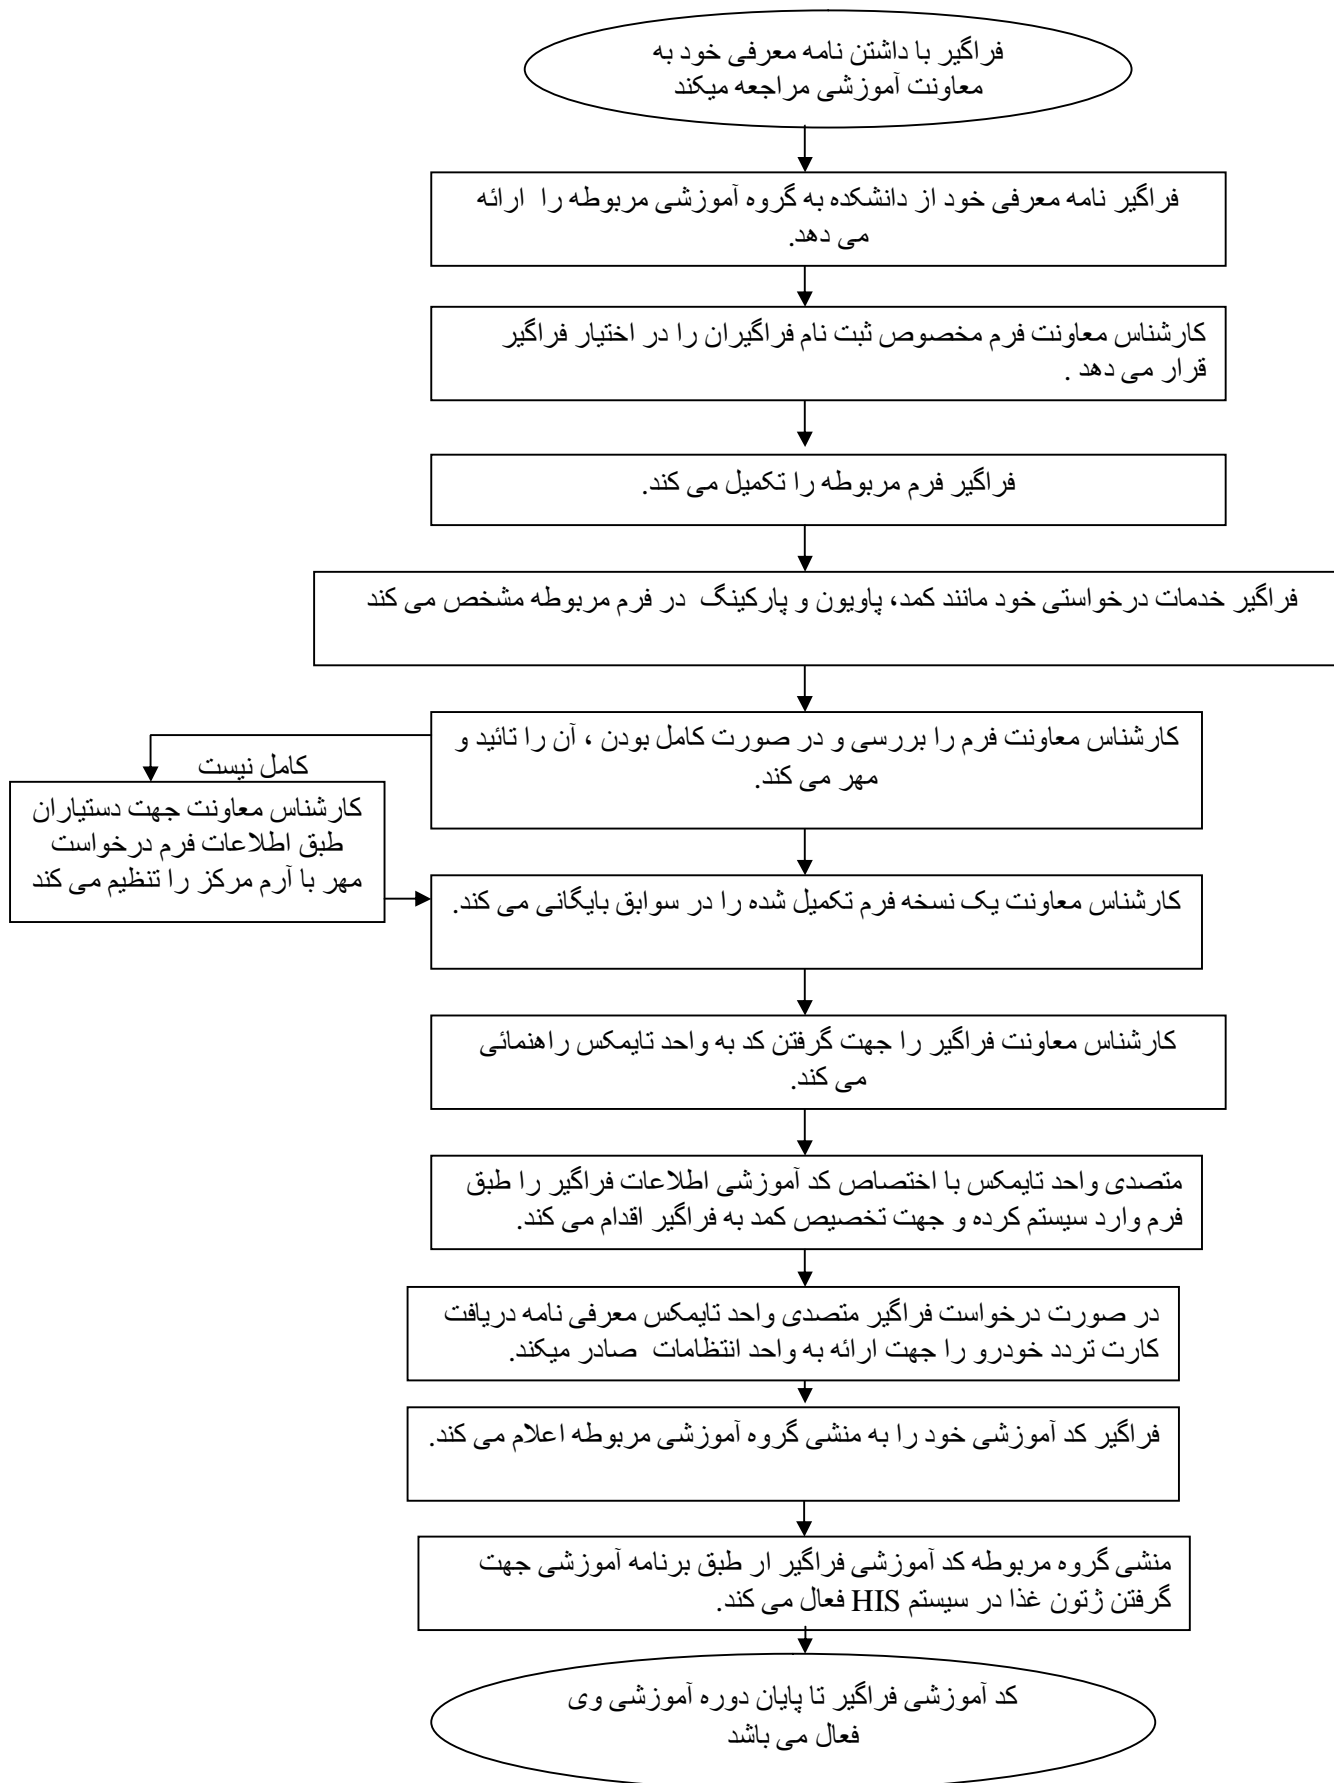 فراگیر با داشتن نامه معرفی خود به
معاونت آموزشی مراجعه میکند
فراگیر نامه معرفی خود از دانشکده به گروه آموزشی مربوطه را ارائه
می دهد.
کارشناس معاونت فرم مخصوص ثبت نام فراگیران را در اختیار فراگیر
قرار می دهد .
فراگیر فرم مربوطه را تکمیل می کند.
فراگیر خدمات درخواستی خود مانند کمد، پاویون و پارکینگ در فرم مربوطه مشخص می کند
کارشناس معاونت فرم را بررسی و در صورت کامل بودن ، آن را تائید و
مهر می کند.
کامل نیست
کارشناس معاونت جهت دستیاران
طبق اطلاعات فرم درخواست
مهر با آرم مرکز را تنظیم می کند
کارشناس معاونت یک نسخه فرم تکمیل شده را در سوابق بایگانی می کند.
کارشناس معاونت فراگیر را جهت گرفتن کد به واحد تایمکس راهنمائی
می کند.
متصدی واحد تایمکس با اختصاص کد آموزشی اطلاعات فراگیر را طبق
فرم وارد سیستم کرده و جهت تخصیص کمد به فراگیر اقدام می کند.
در صورت درخواست فراگیر متصدی واحد تایمکس معرفی نامه دریافت
کارت تردد خودرو را جهت ارائه به واحد انتظامات صادر میکند.
فراگیر کد آموزشی خود را به منشی گروه آموزشی مربوطه اعلام می کند.
منشی گروه مربوطه کد آموزشی فراگیر ار طبق برنامه آموزشی جهت
گرفتن ژتون غذا در سیستم HIS فعال می کند.
کد آموزشی فراگیر تا پایان دوره آموزشی وی
فعال می باشد